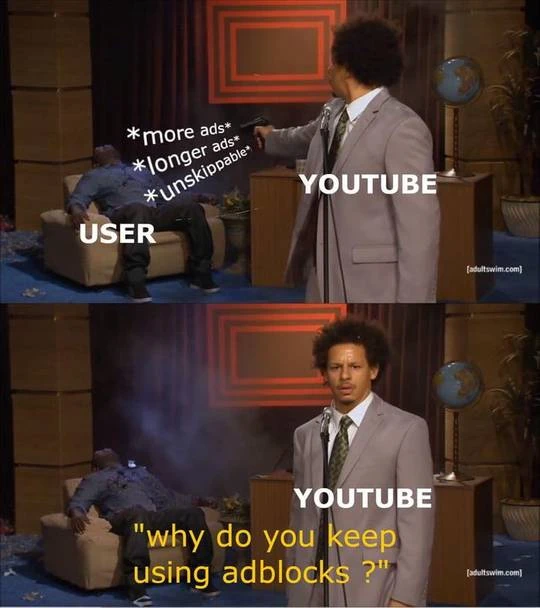 *more ads*
*longer ads*
*unskippable*
YOUTUBE
USER
[adultswim.com]
YOUTUBE
"why do you keep
using adblocks ?"
[adultswim.com]